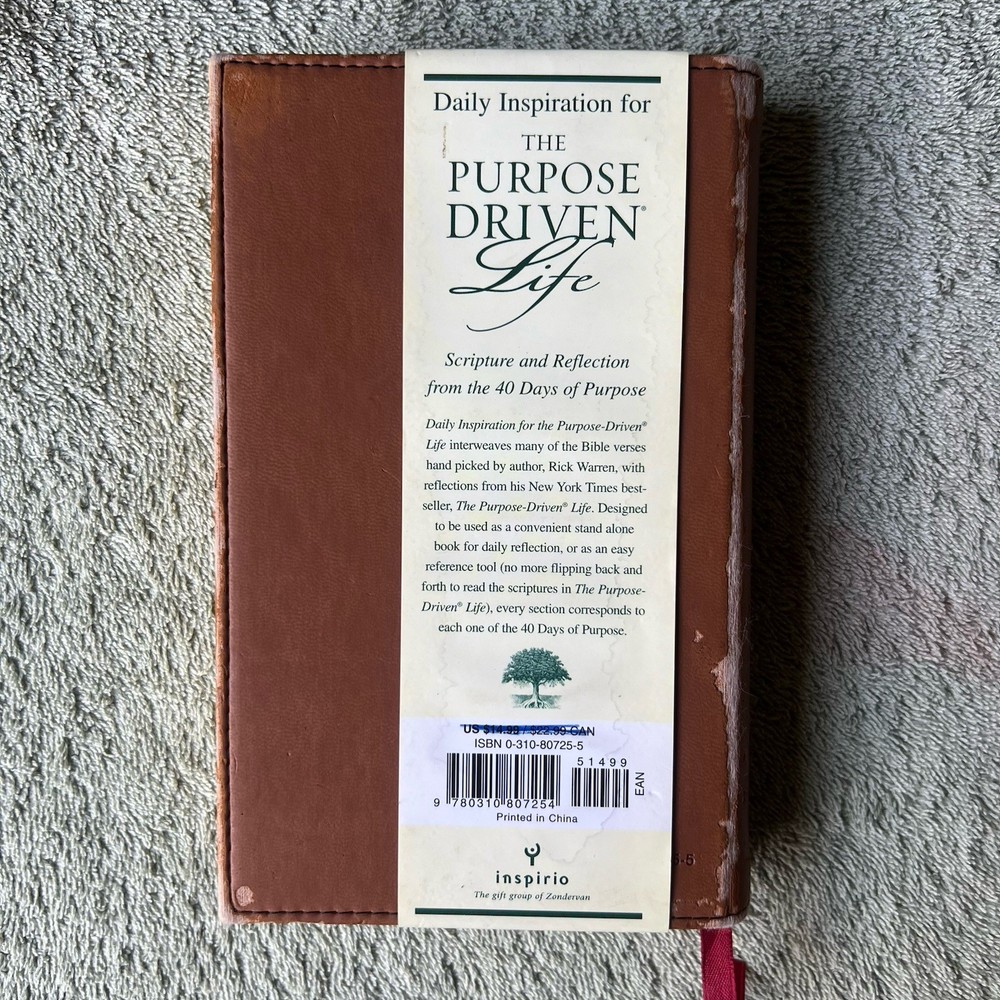 Daily Inspiration for
THE
PURPOSE
DRIVEN®
Life
Scripture and Reflection
from the 40 Days of Purpose
Daily Inspiration for the Purpose-Driven®
Life interweaves many of the Bible verses
hand picked by author, Rick Warren, with
reflections from his New York Times best-
seller, The Purpose-Driven® Life. Designed
to be used as a convenient stand alone
book for daily reflection, or as an easy
reference tool (no more flipping back and
forth to read the scriptures in The Purpose-
Driven® Life), every section corresponds to
each one of the 40 Days of Purpose.
US $14.99 / $22.99 CAN
ISBN 0-310-80725-5
51499
EAN
9 780310 807254
Printed in China
inspirio
The gift group of Zondervan